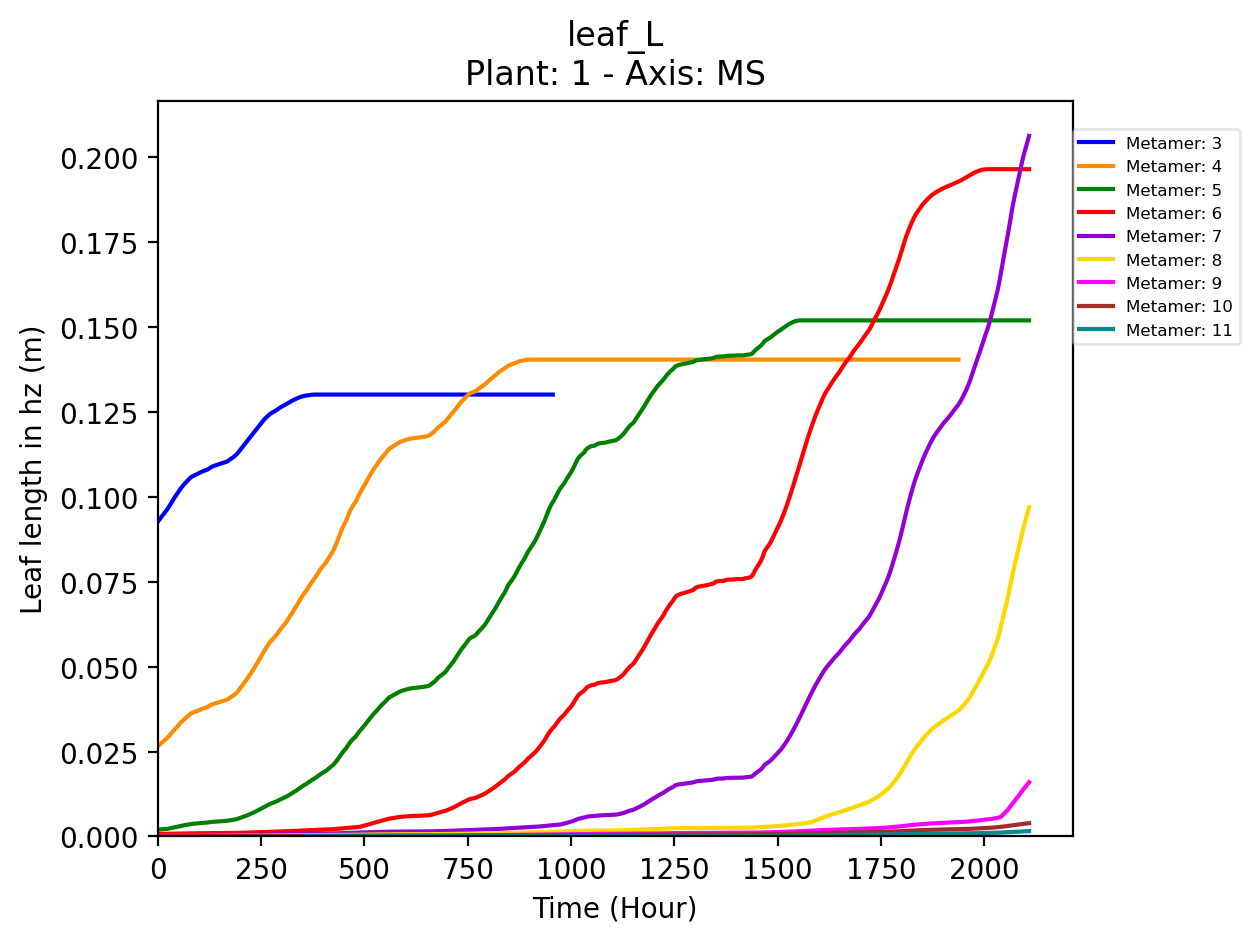 leaf_L
Plant: 1 - Axis: MS
Leaf length in hz (m)
0.200
0.175
0.150
0.125
0.100
0.075
0.050
0.025
0.000
0 250 500 750 1000 1250 1500 1750 2000
Time (Hour)
Metamer: 3
Metamer: 4
Metamer: 5
Metamer: 6
Metamer: 7
Metamer: 8
Metamer: 9
Metamer: 10
Metamer: 11